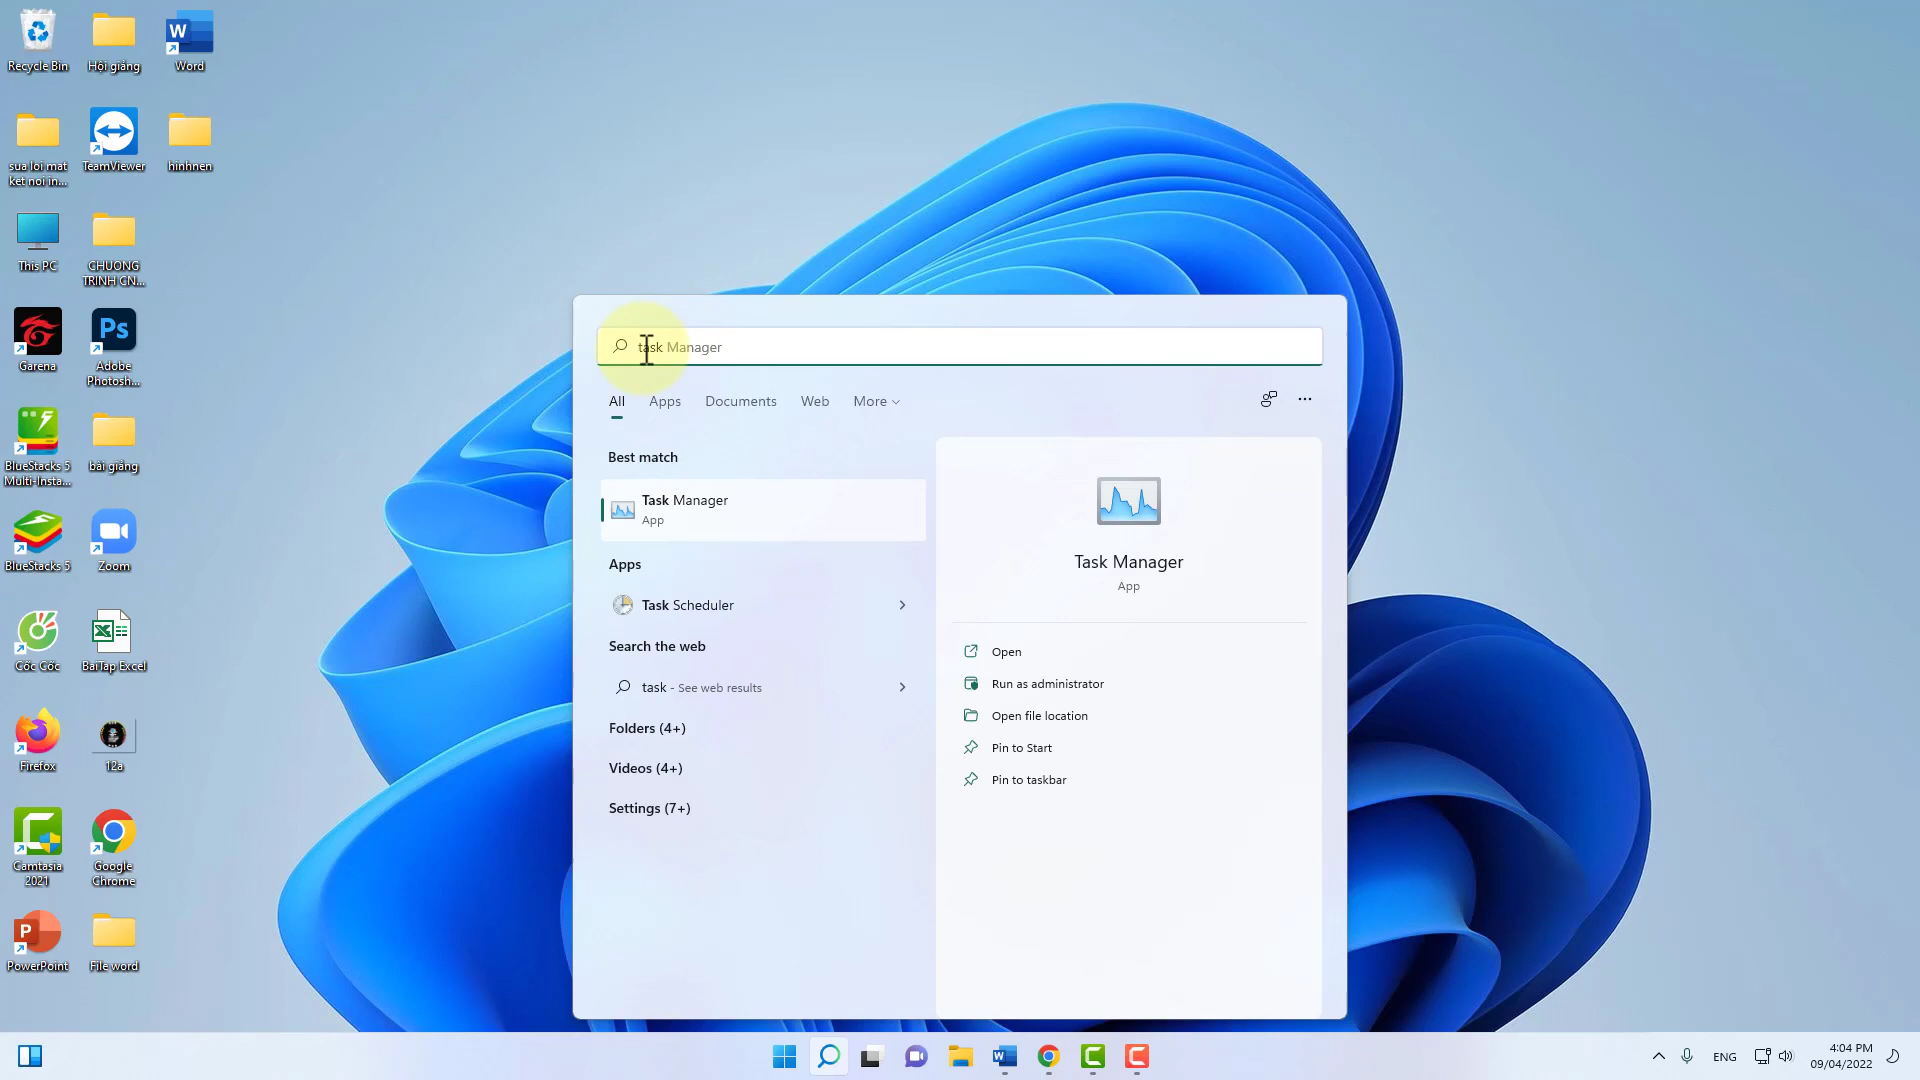 Recycle Bin
Hội giảng
Word
sua loi mat
ket noi in...
TeamViewer
hinhnen
This PC
CHUONG
TRINH CN...
Garena
Ps
Adobe
Photosh...
BlueStacks 5
Multi-Insta...
bài giảng
BlueStacks 5
Zoom
Cốc Cốc
BaiTap Excel
Firefox
12a
Camtasia
2021
Google
Chrome
PowerPoint
File word
task Manager
All
Apps
Documents
Web
More
Best match
Task Manager
App
Apps
Task Scheduler
Search the web
task - See web results
Folders (4+)
Videos (4+)
Settings (7+)
Task Manager
App
Open
Run as administrator
Open file location
Pin to Start
Pin to taskbar
ENG
4:04 PM
09/04/2022